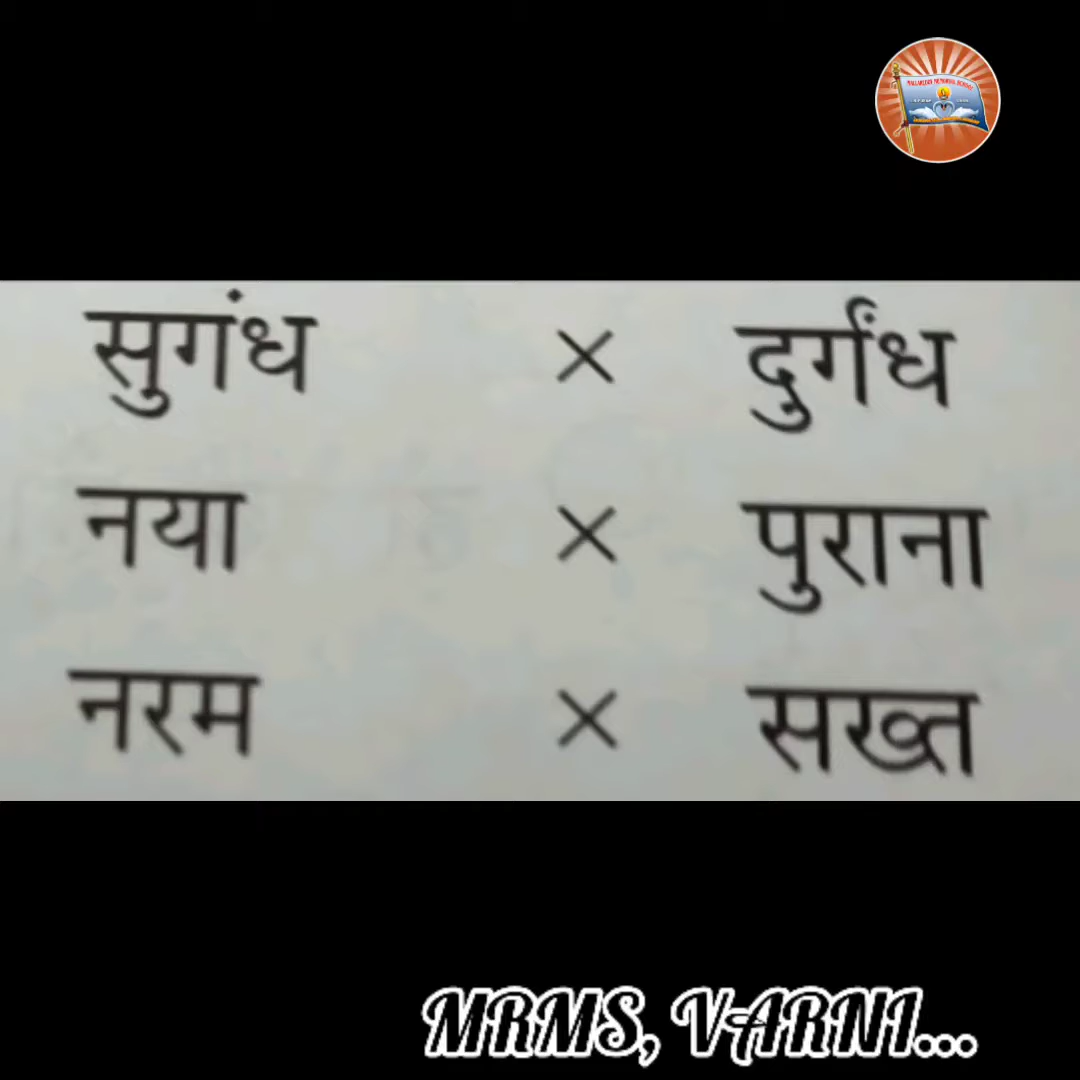 सुगंध × दुर्गंध
नया × पुराना
नरम × सख्त
MRMS, VARNI...